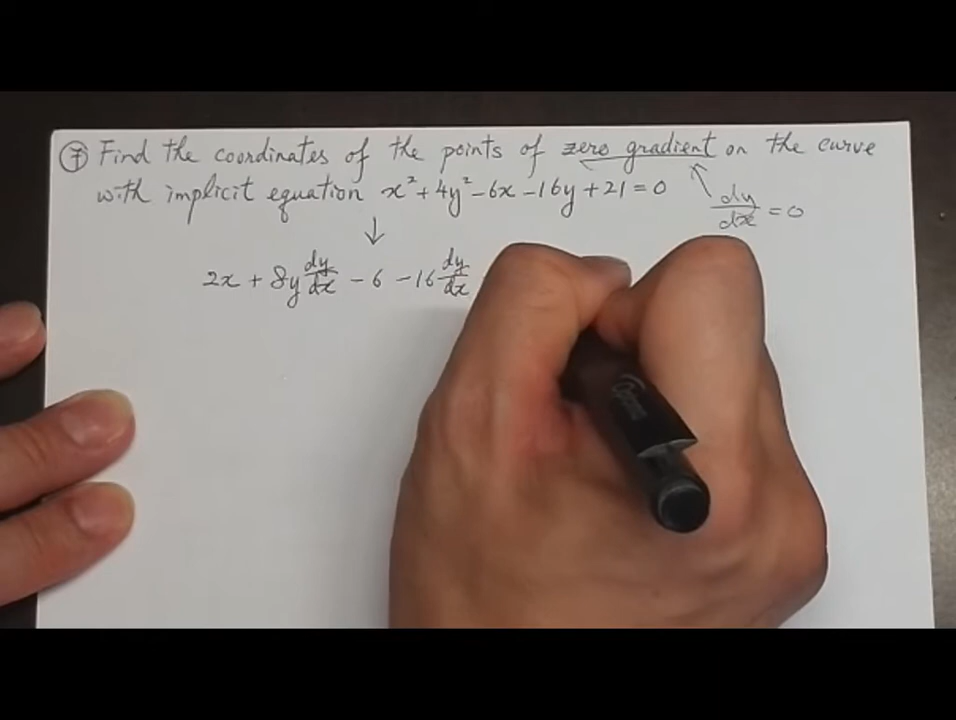 ⑦ Find the coordinates of the points of zero gradient on the curve
with implicit equation x² + 4y² - 6x - 16y + 21 = 0
dy/dx = 0
2x + 8y dy/dx - 6 - 16 dy/dx